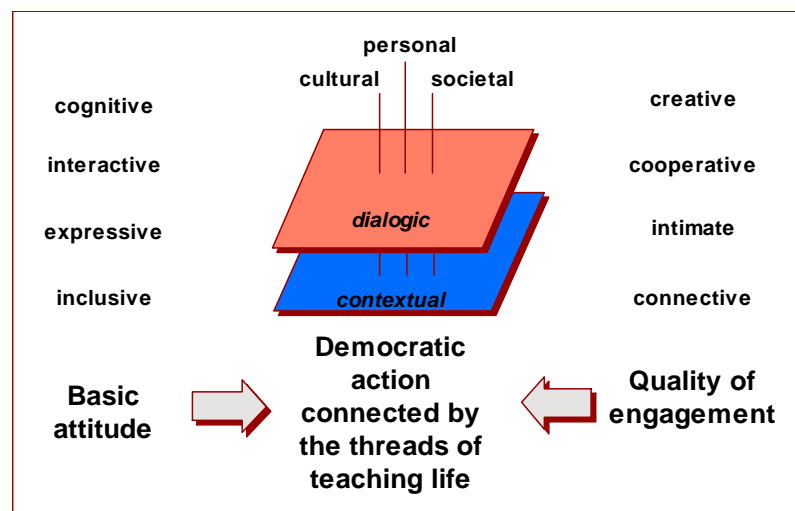 personal
cultural societal
cognitive
interactive
expressive
inclusive
dialogic
contextual
creative
cooperative
intimate
connective
Basic
attitude
Democratic
action
connected by
the threads of
teaching life
Quality of
engagement